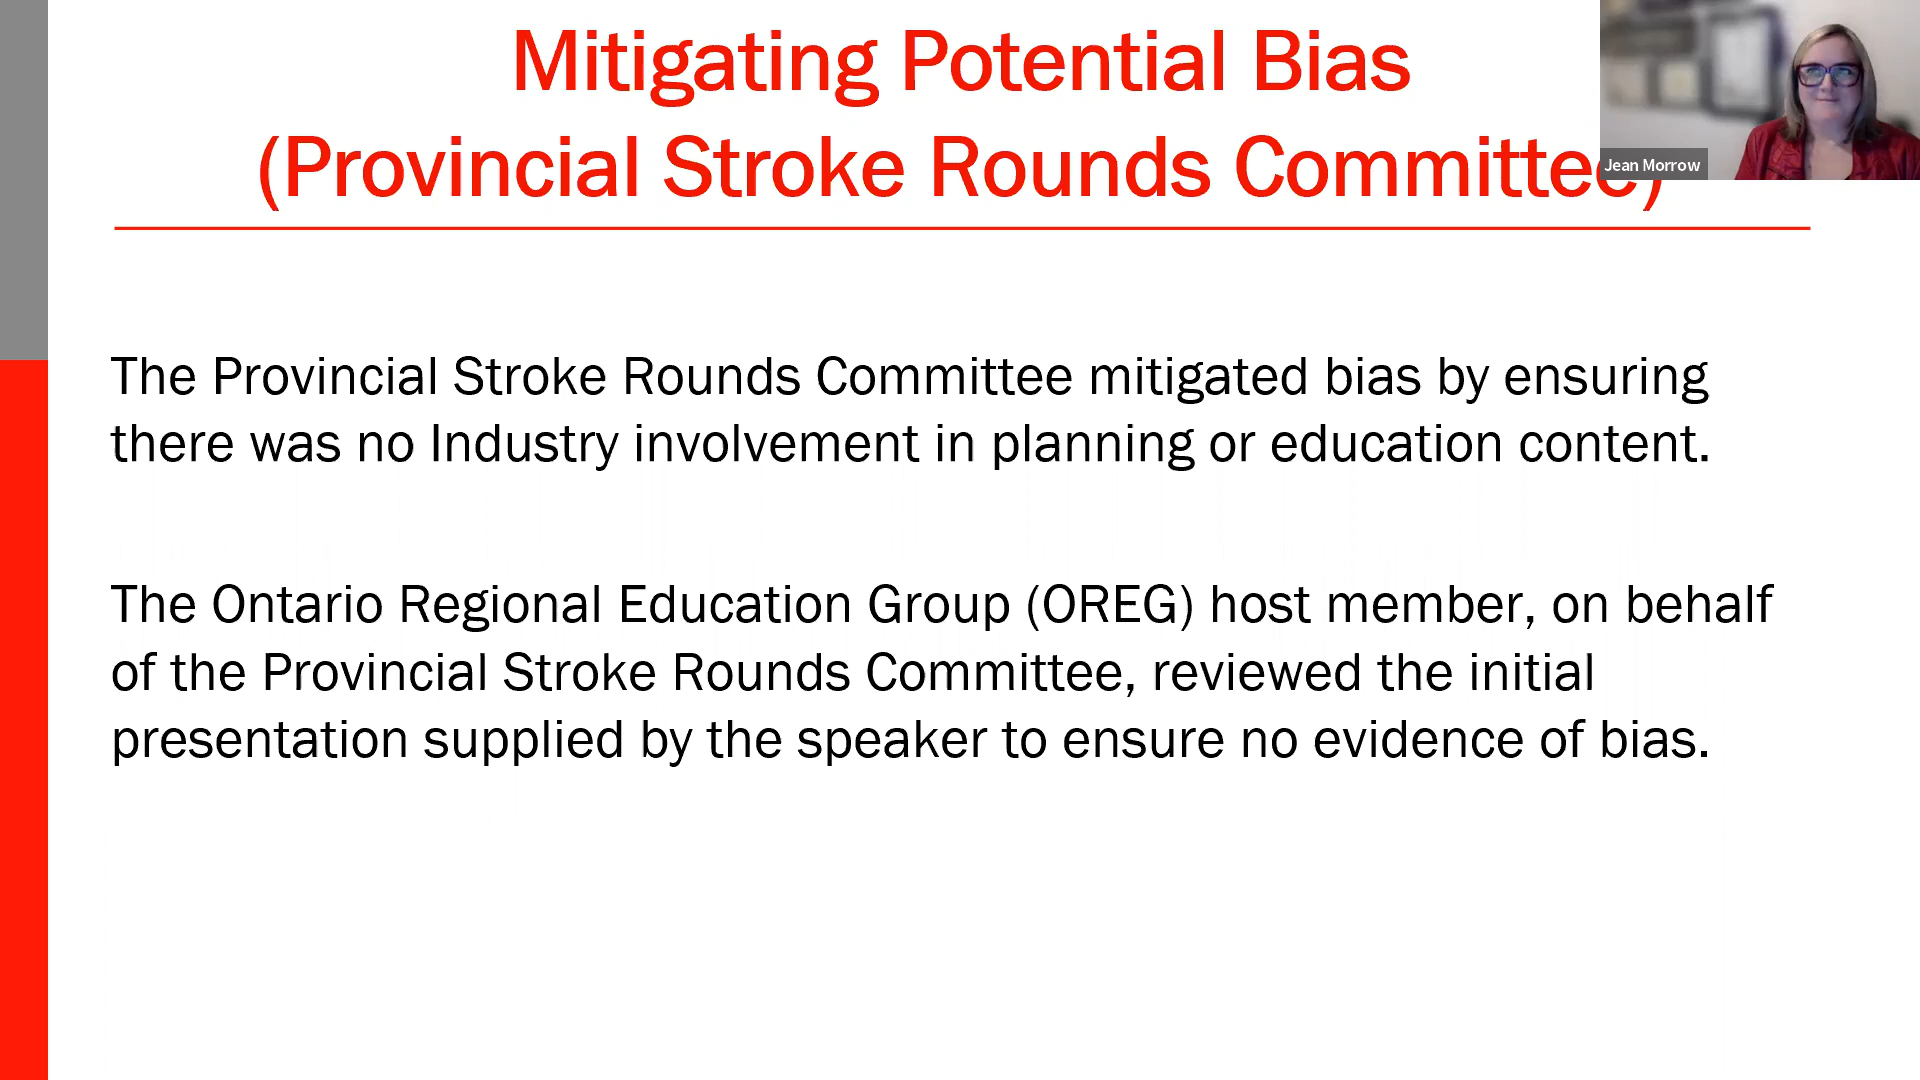 Mitigating Potential Bias
(Provincial Stroke Rounds Committee)
Jean Morrow
The Provincial Stroke Rounds Committee mitigated bias by ensuring
there was no Industry involvement in planning or education content.
The Ontario Regional Education Group (OREG) host member, on behalf
of the Provincial Stroke Rounds Committee, reviewed the initial
presentation supplied by the speaker to ensure no evidence of bias.